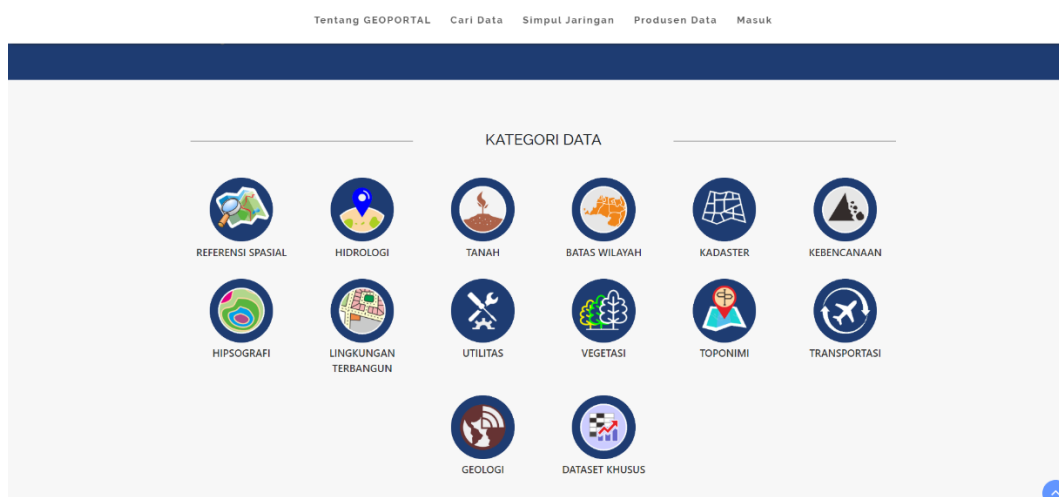 Tentang GEOPORTAL Cari Data Simpul Jaringan Produsen Data Masuk
KATEGORI DATA
REFERENSI SPASIAL HIDROLOGI TANAH BATAS WILAYAH KADASTER KEBENCANAAN
HIPSOGRAFI LINGKUNGAN TERBANGUN UTILITAS VEGETASI TOPONIMI TRANSPORTASI
GEOLOGI DATASET KHUSUS